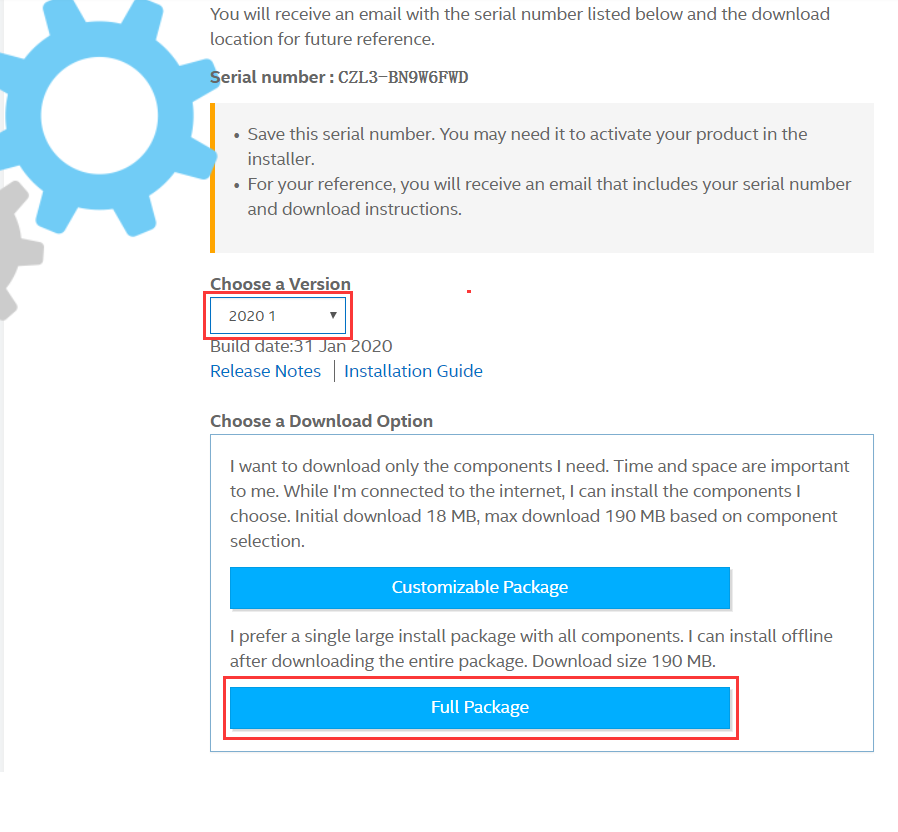 You will receive an email with the serial number listed below and the download
location for future reference.
Serial number : CZL3-BN9W6FWD
• Save this serial number. You may need it to activate your product in the
installer.
• For your reference, you will receive an email that includes your serial number
and download instructions.
Choose a Version
2020 1
Build date:31 Jan 2020
Release Notes | Installation Guide
Choose a Download Option
I want to download only the components I need. Time and space are important
to me. While I'm connected to the internet, I can install the components I
choose. Initial download 18 MB, max download 190 MB based on component
selection.
Customizable Package
I prefer a single large install package with all components. I can install offline
after downloading the entire package. Download size 190 MB.
Full Package